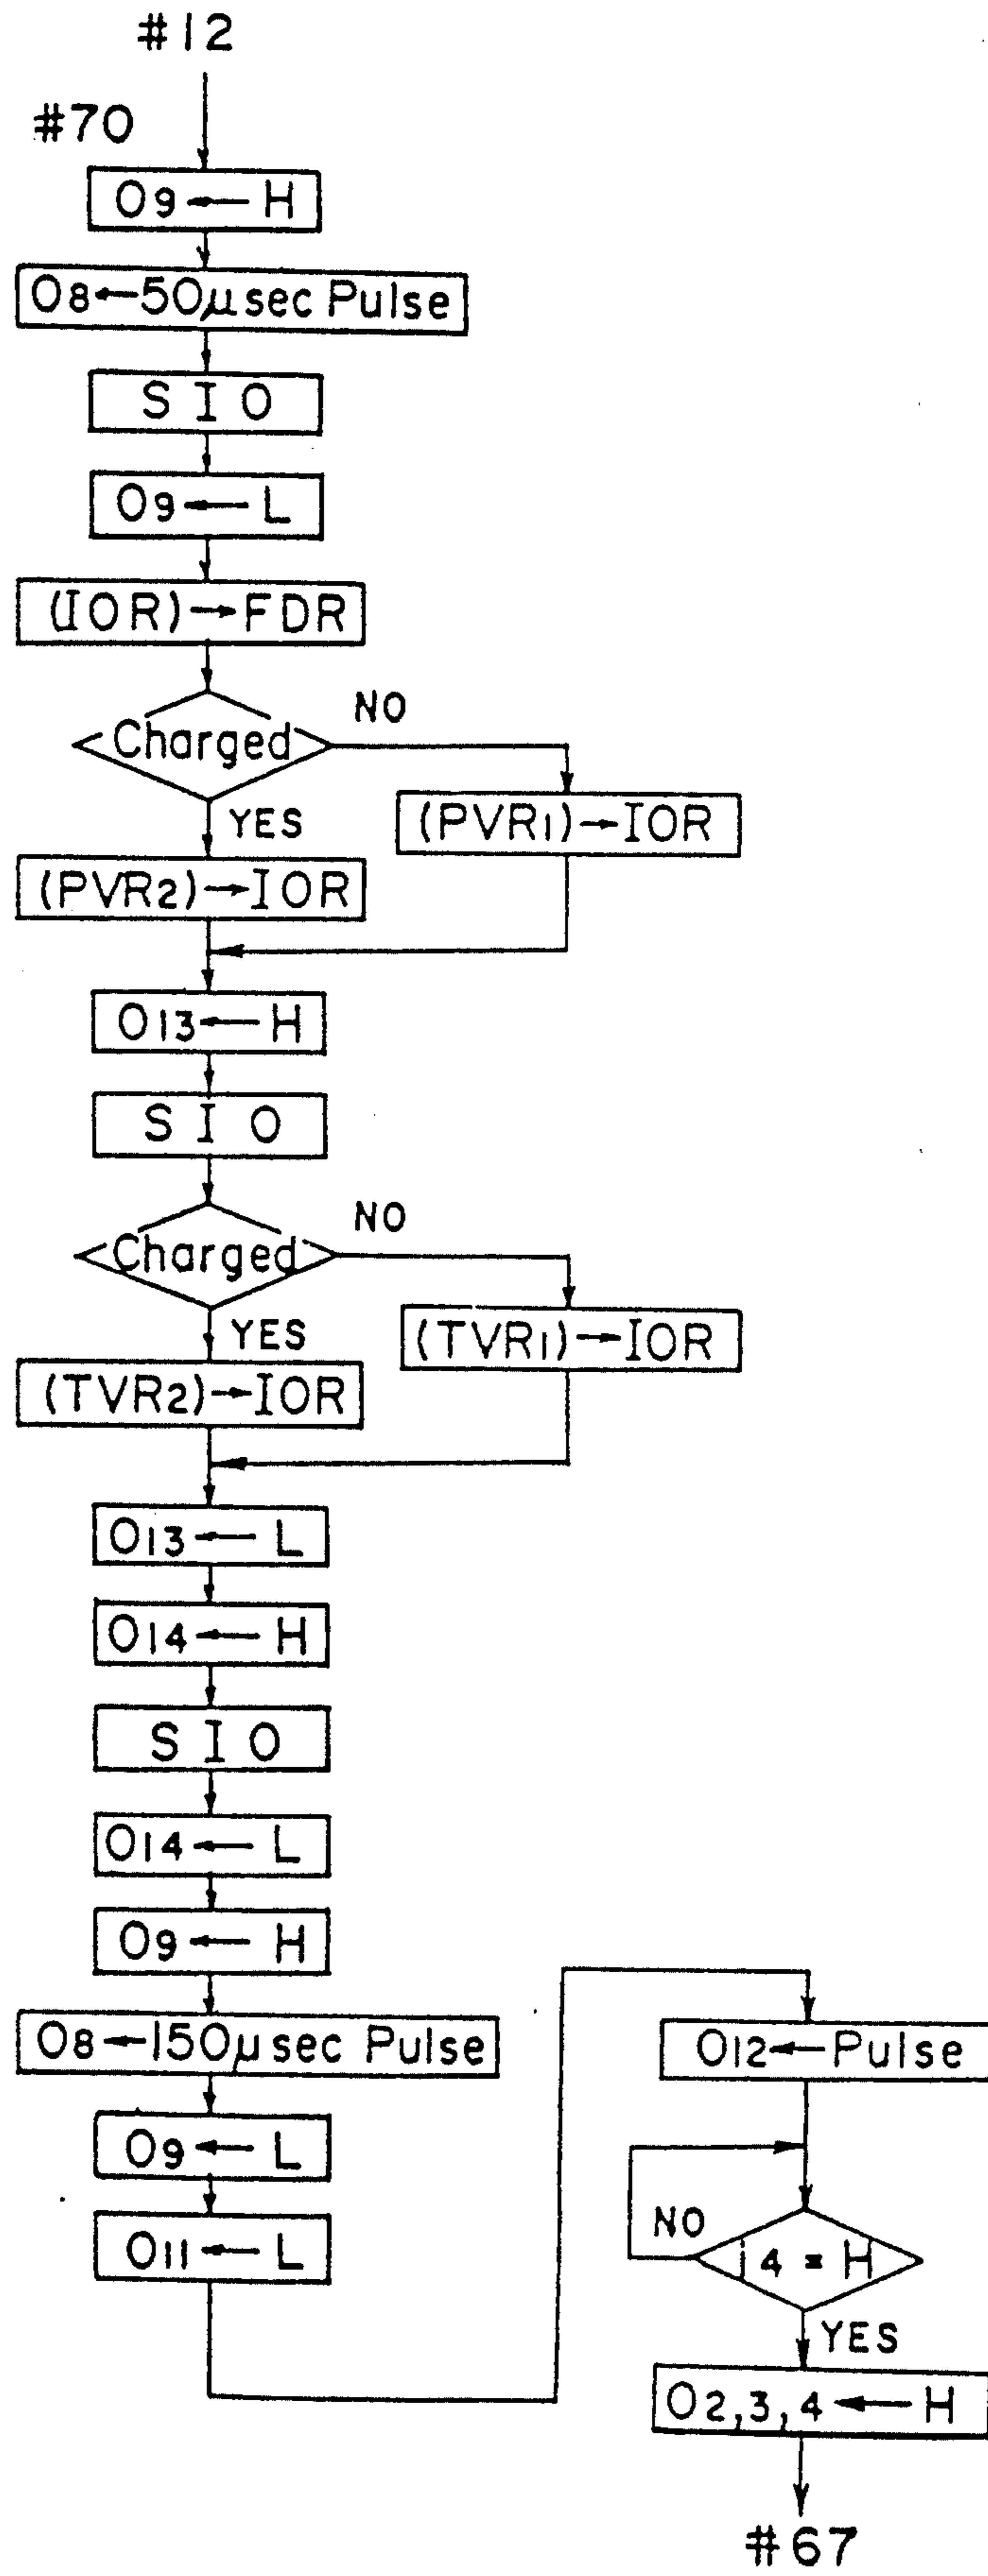 #12
#70
O9 ← H
O8 ← 50μsec Pulse
SIO
O9 ← L
(IOR) → FDR
Charged
NO
(PVR1) → IOR
YES
(PVR2) → IOR
O13 ← H
SIO
Charged
NO
(TVR1) → IOR
YES
(TVR2) → IOR
O13 ← L
O14 ← H
SIO
O14 ← L
O9 ← H
O8 ← 150μsec Pulse
O9 ← L
O11 ← L
O12 ← Pulse
NO
i4 = H
YES
O2,3,4 ← H
#67